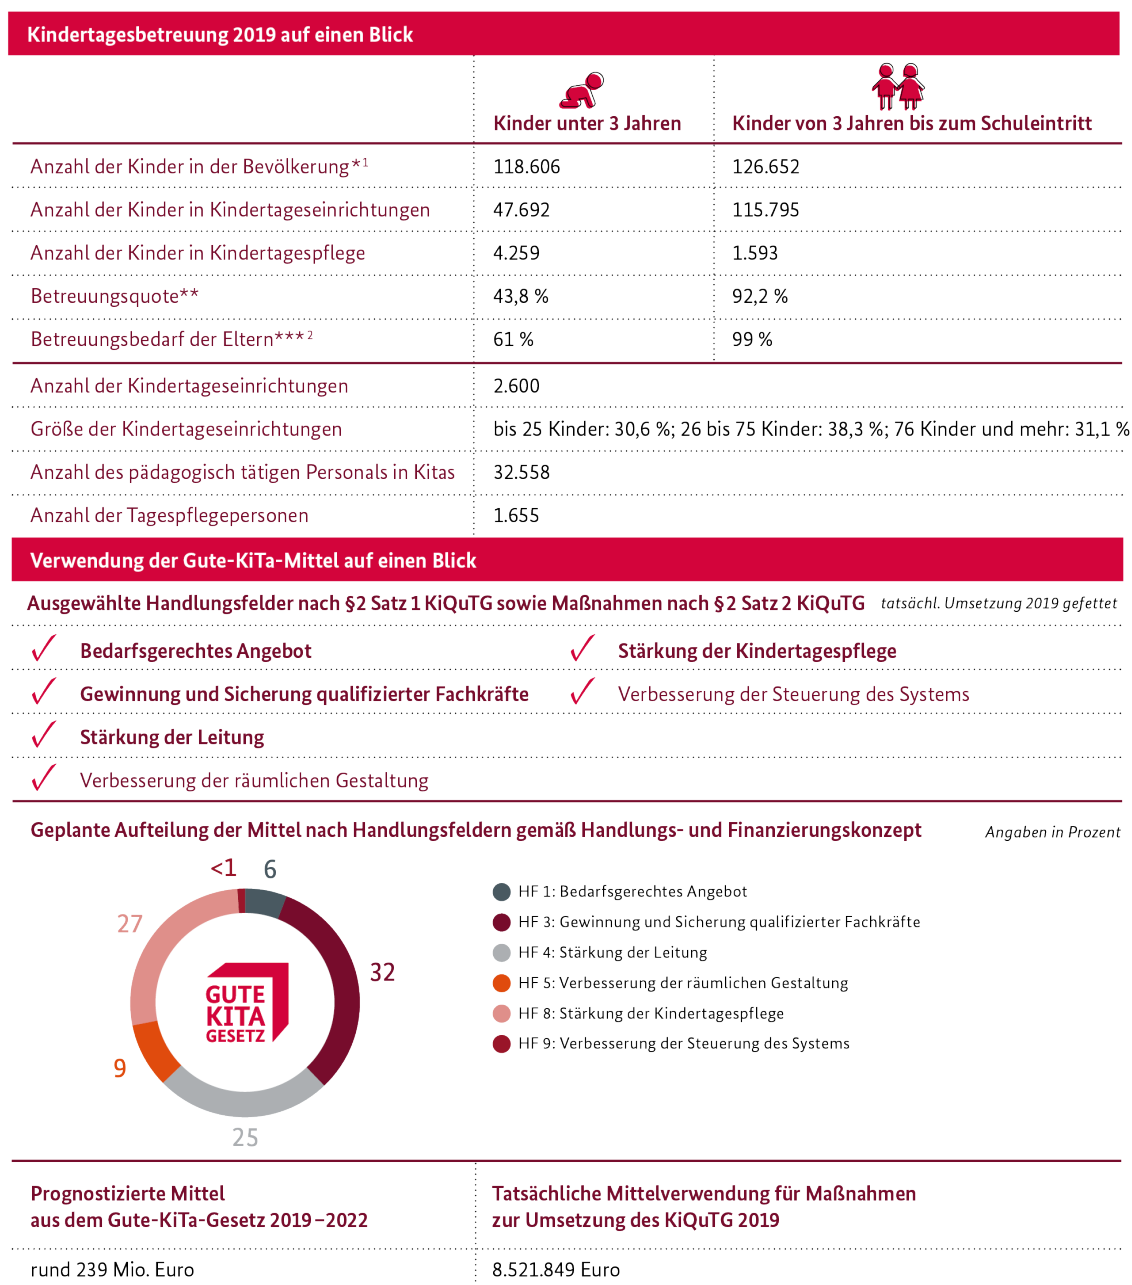 Kindertagesbetreuung 2019 auf einen Blick
Kinder unter 3 Jahren Kinder von 3 Jahren bis zum Schuleintritt
Anzahl der Kinder in der Bevölkerung*1 118.606 126.652
Anzahl der Kinder in Kindertageseinrichtungen 47.692 115.795
Anzahl der Kinder in Kindertagespflege 4.259 1.593
Betreuungsquote** 43,8 % 92,2 %
Betreuungsbedarf der Eltern***2 61 % 99 %
Anzahl der Kindertageseinrichtungen 2.600
Größe der Kindertageseinrichtungen bis 25 Kinder: 30,6 %; 26 bis 75 Kinder: 38,3 %; 76 Kinder und mehr: 31,1 %
Anzahl des pädagogisch tätigen Personals in Kitas 32.558
Anzahl der Tagespflegepersonen 1.655
Verwendung der Gute-KiTa-Mittel auf einen Blick
Ausgewählte Handlungsfelder nach §2 Satz 1 KiQuTG sowie Maßnahmen nach §2 Satz 2 KiQuTG tatsächl. Umsetzung 2019 gefettet
Bedarfsgerechtes Angebot Stärkung der Kindertagespflege
Gewinnung und Sicherung qualifizierter Fachkräfte Verbesserung der Steuerung des Systems
Stärkung der Leitung
Verbesserung der räumlichen Gestaltung
Geplante Aufteilung der Mittel nach Handlungsfeldern gemäß Handlungs- und Finanzierungskonzept Angaben in Prozent
<1 6
27
32
9
25
GUTE
KITA
GESETZ
HF 1: Bedarfsgerechtes Angebot
HF 3: Gewinnung und Sicherung qualifizierter Fachkräfte
HF 4: Stärkung der Leitung
HF 5: Verbesserung der räumlichen Gestaltung
HF 8: Stärkung der Kindertagespflege
HF 9: Verbesserung der Steuerung des Systems
Prognostizierte Mittel
aus dem Gute-KiTa-Gesetz 2019–2022
Tatsächliche Mittelverwendung für Maßnahmen
zur Umsetzung des KiQuTG 2019
rund 239 Mio. Euro 8.521.849 Euro